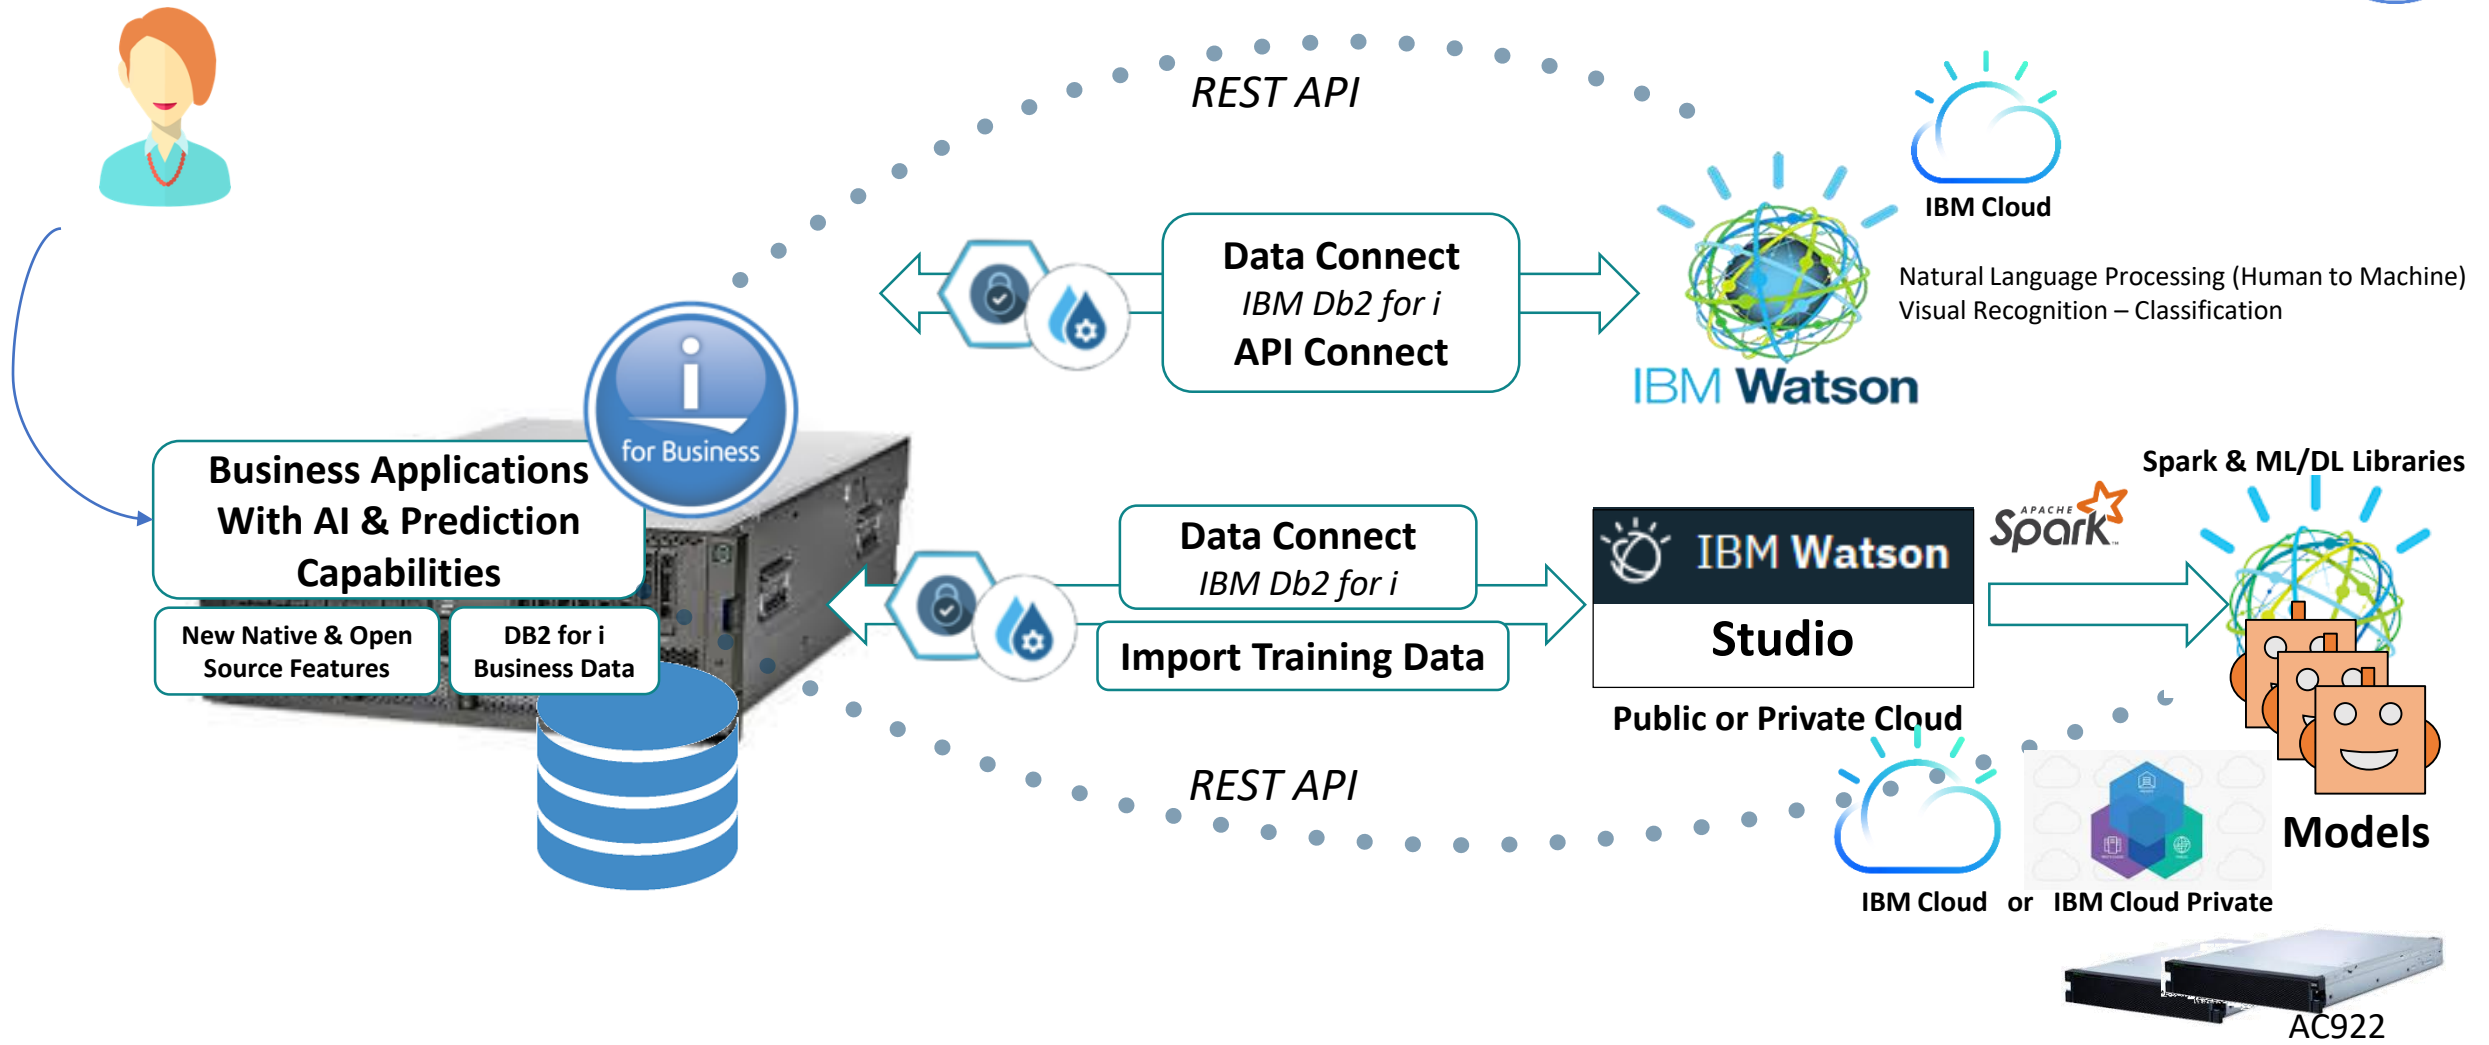 REST API
IBM Cloud
Data Connect
IBM Db2 for i
API Connect
Natural Language Processing (Human to Machine)
Visual Recognition – Classification
IBM Watson
i
for Business
Business Applications
With AI & Prediction
Capabilities
New Native & Open
Source Features
DB2 for i
Business Data
Data Connect
IBM Db2 for i
Import Training Data
IBM Watson
Studio
Public or Private Cloud
APACHE
Spark
Spark & ML/DL Libraries
REST API
Models
IBM Cloud or IBM Cloud Private
AC922